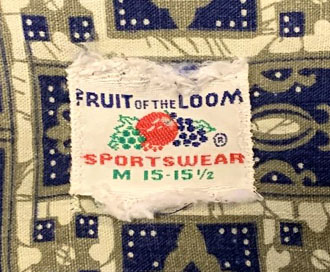 FRUIT OF THE LOOM
®
SPORTSWEAR
M 15-15½